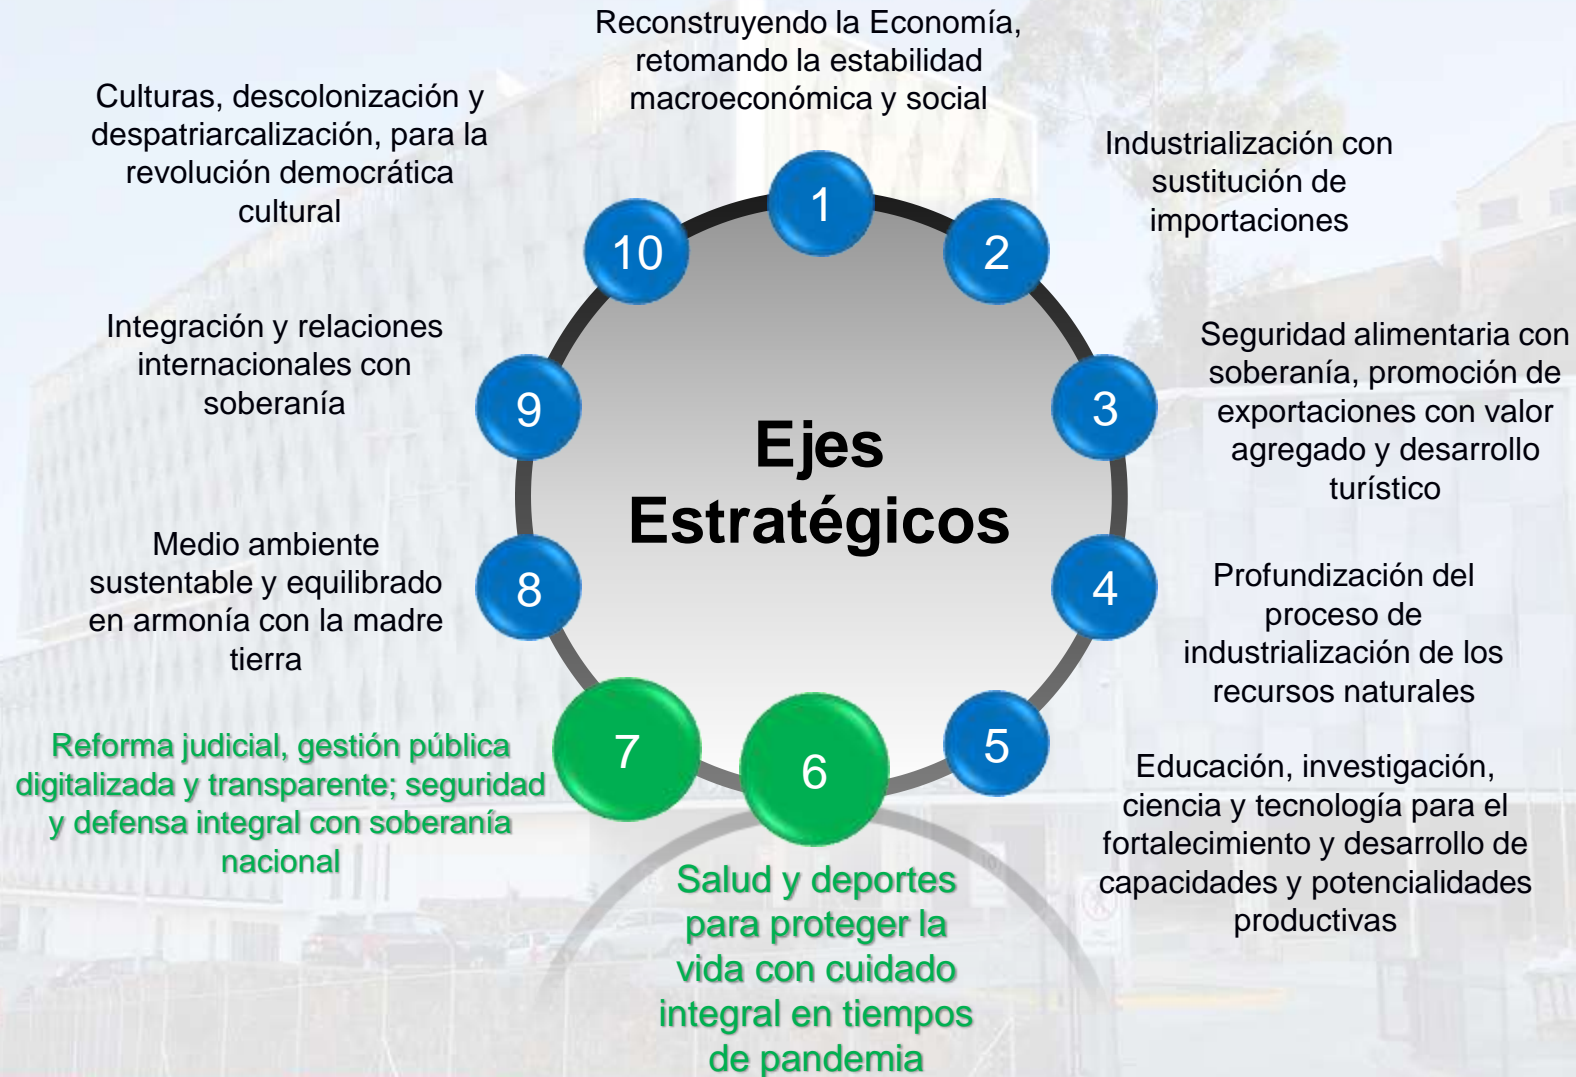 Reconstruyendo la Economía,
retomando la estabilidad
macroeconómica y social
1
Industrialización con
sustitución de
importaciones
2
Seguridad alimentaria con
soberanía, promoción de
exportaciones con valor
agregado y desarrollo
turístico
3
Profundización del
proceso de
industrialización de los
recursos naturales
4
Educación, investigación,
ciencia y tecnología para el
fortalecimiento y desarrollo de
capacidades y potencialidades
productivas
5
Salud y deportes
para proteger la
vida con cuidado
integral en tiempos
de pandemia
6
Reforma judicial, gestión pública
digitalizada y transparente; seguridad
y defensa integral con soberanía
nacional
7
Medio ambiente
sustentable y equilibrado
en armonía con la madre
tierra
8
Integración y relaciones
internacionales con
soberanía
9
Culturas, descolonización y
despatriarcalización, para la
revolución democrática
cultural
10
Ejes
Estratégicos